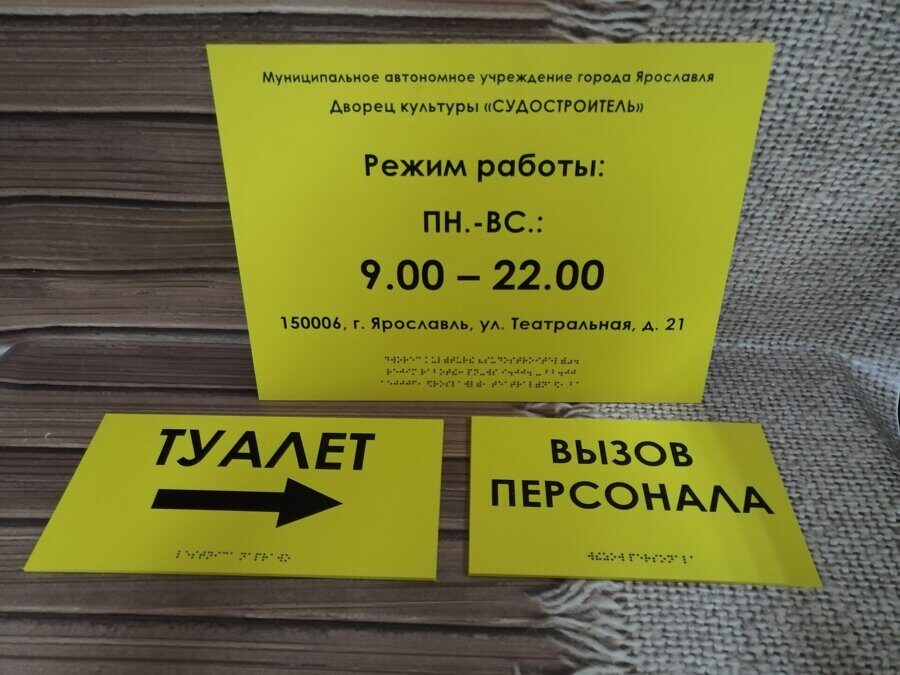 Муниципальное автономное учреждение города Ярославля
Дворец культуры «СУДОСТРОИТЕЛЬ»
Режим работы:
ПН.-ВС.:
9.00 – 22.00
150006, г. Ярославль, ул. Театральная, д. 21
ТУАЛЕТ
ВЫЗОВ
ПЕРСОНАЛА